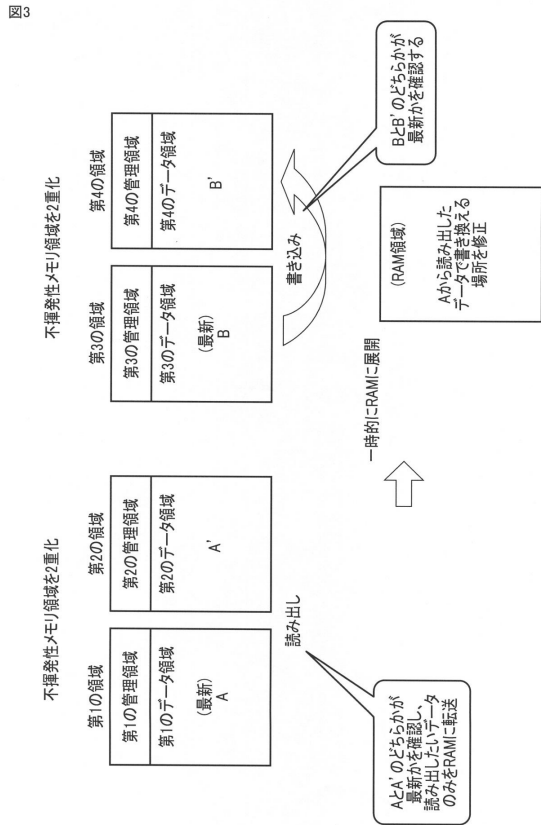 図3
不揮発性メモリ領域を2重化
第1の領域
第1の管理領域
第1のデータ領域
(最新)
A
第2の領域
第2の管理領域
第2のデータ領域
A'
読み出し
AとA'のどちらかが
最新かを確認し、
読み出したいデータ
のみをRAMに転送
一時的にRAMに展開
不揮発性メモリ領域を2重化
第3の領域
第3の管理領域
第3のデータ領域
(最新)
B
第4の領域
第4の管理領域
第4のデータ領域
B'
書き込み
BとB'のどちらかが
最新かを確認する
(RAM領域)
Aから読み出した
データで書き換える
場所を修正